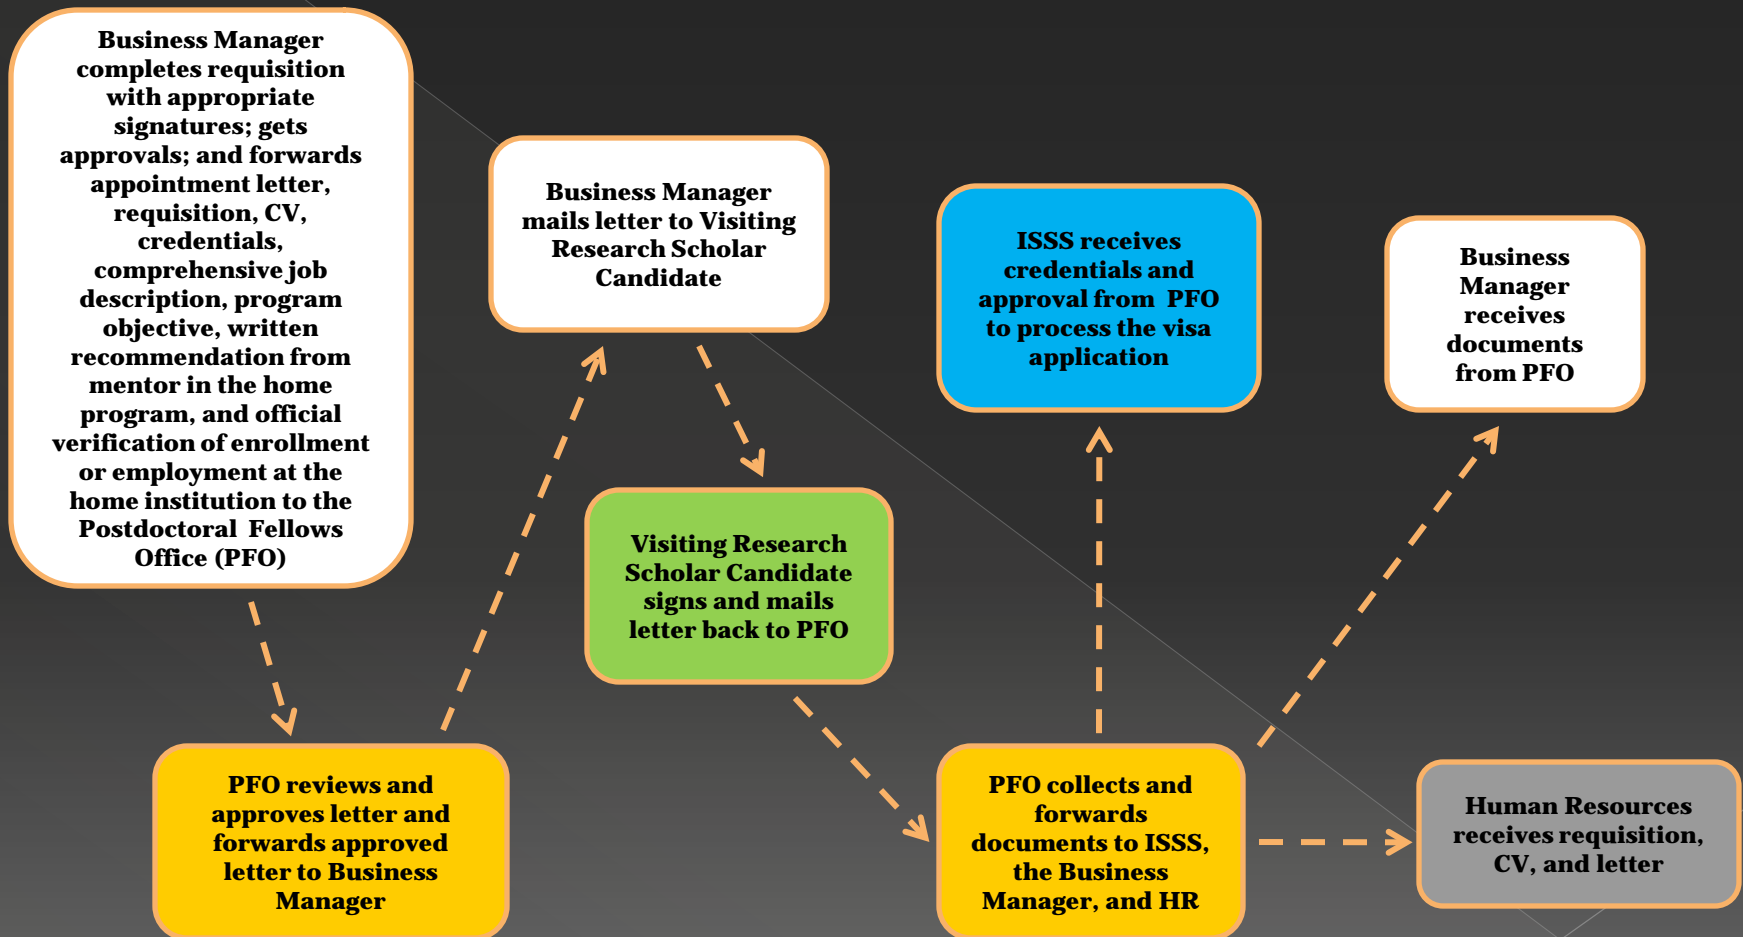 Business Manager
completes requisition
with appropriate
signatures; gets
approvals; and forwards
appointment letter,
requisition, CV,
credentials,
comprehensive job
description, program
objective, written
recommendation from
mentor in the home
program, and official
verification of enrollment
or employment at the
home institution to the
Postdoctoral Fellows
Office (PFO)
PFO reviews and
approves letter and
forwards approved
letter to Business
Manager
Business Manager
mails letter to Visiting
Research Scholar
Candidate
Visiting Research
Scholar Candidate
signs and mails
letter back to PFO
PFO collects and
forwards
documents to ISSS,
the Business
Manager, and HR
ISSS receives
credentials and
approval from PFO
to process the visa
application
Business
Manager
receives
documents
from PFO
Human Resources
receives requisition,
CV, and letter